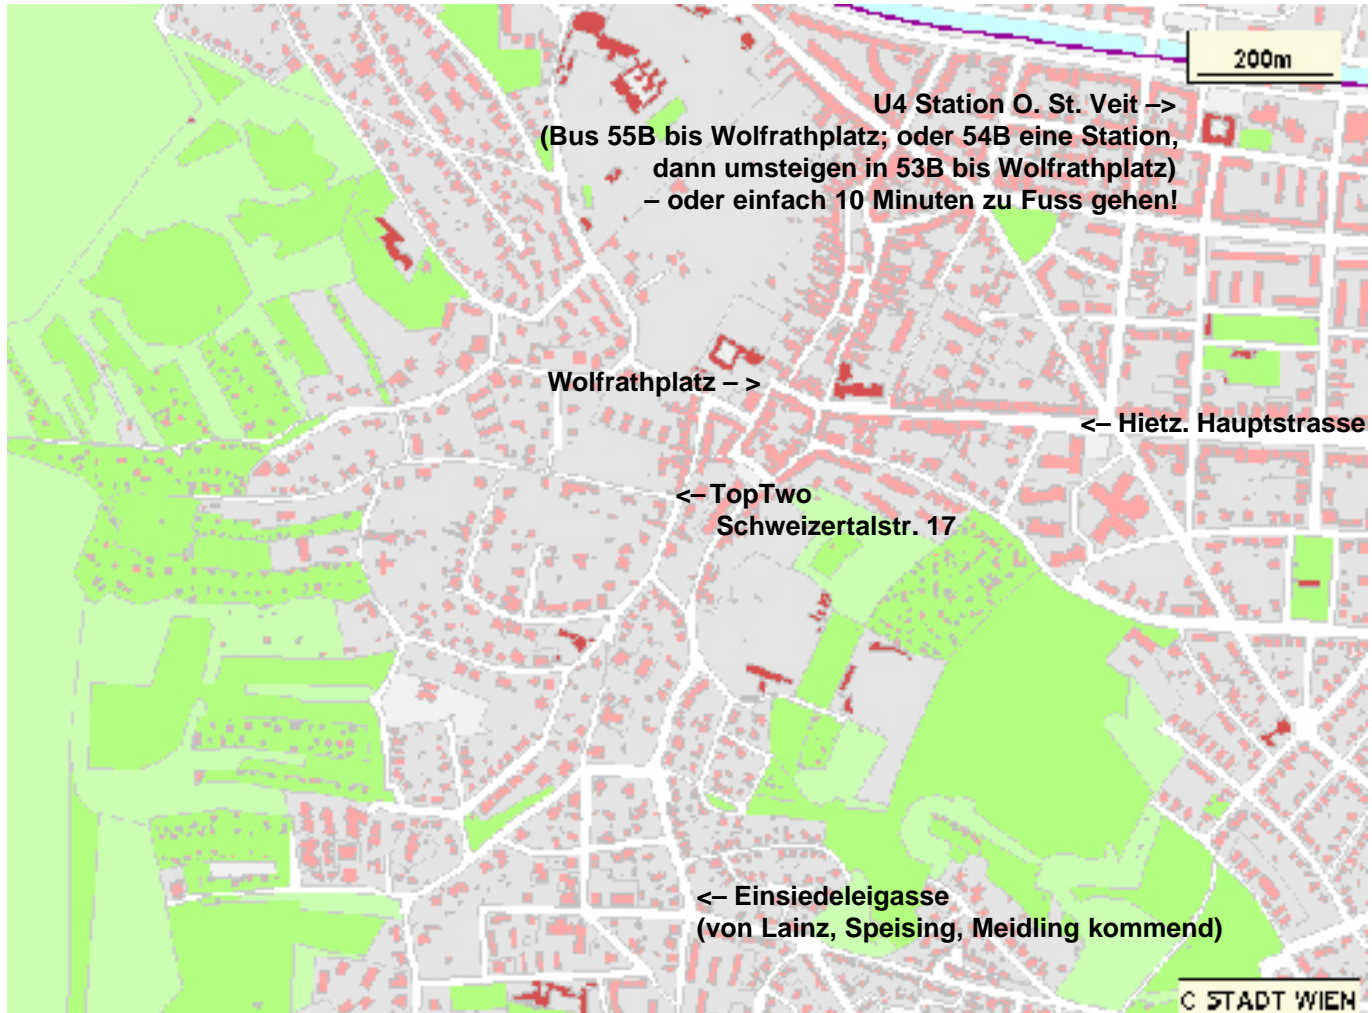 200m
U4 Station O. St. Veit –>
(Bus 55B bis Wolfrathplatz; oder 54B eine Station,
dann umsteigen in 53B bis Wolfrathplatz)
– oder einfach 10 Minuten zu Fuss gehen!
Wolfrathplatz – >
<– Hietz. Hauptstrasse
<– TopTwo
Schweizertalstr. 17
<– Einsiedeleigasse
(von Lainz, Speising, Meidling kommend)
C STADT WIEN